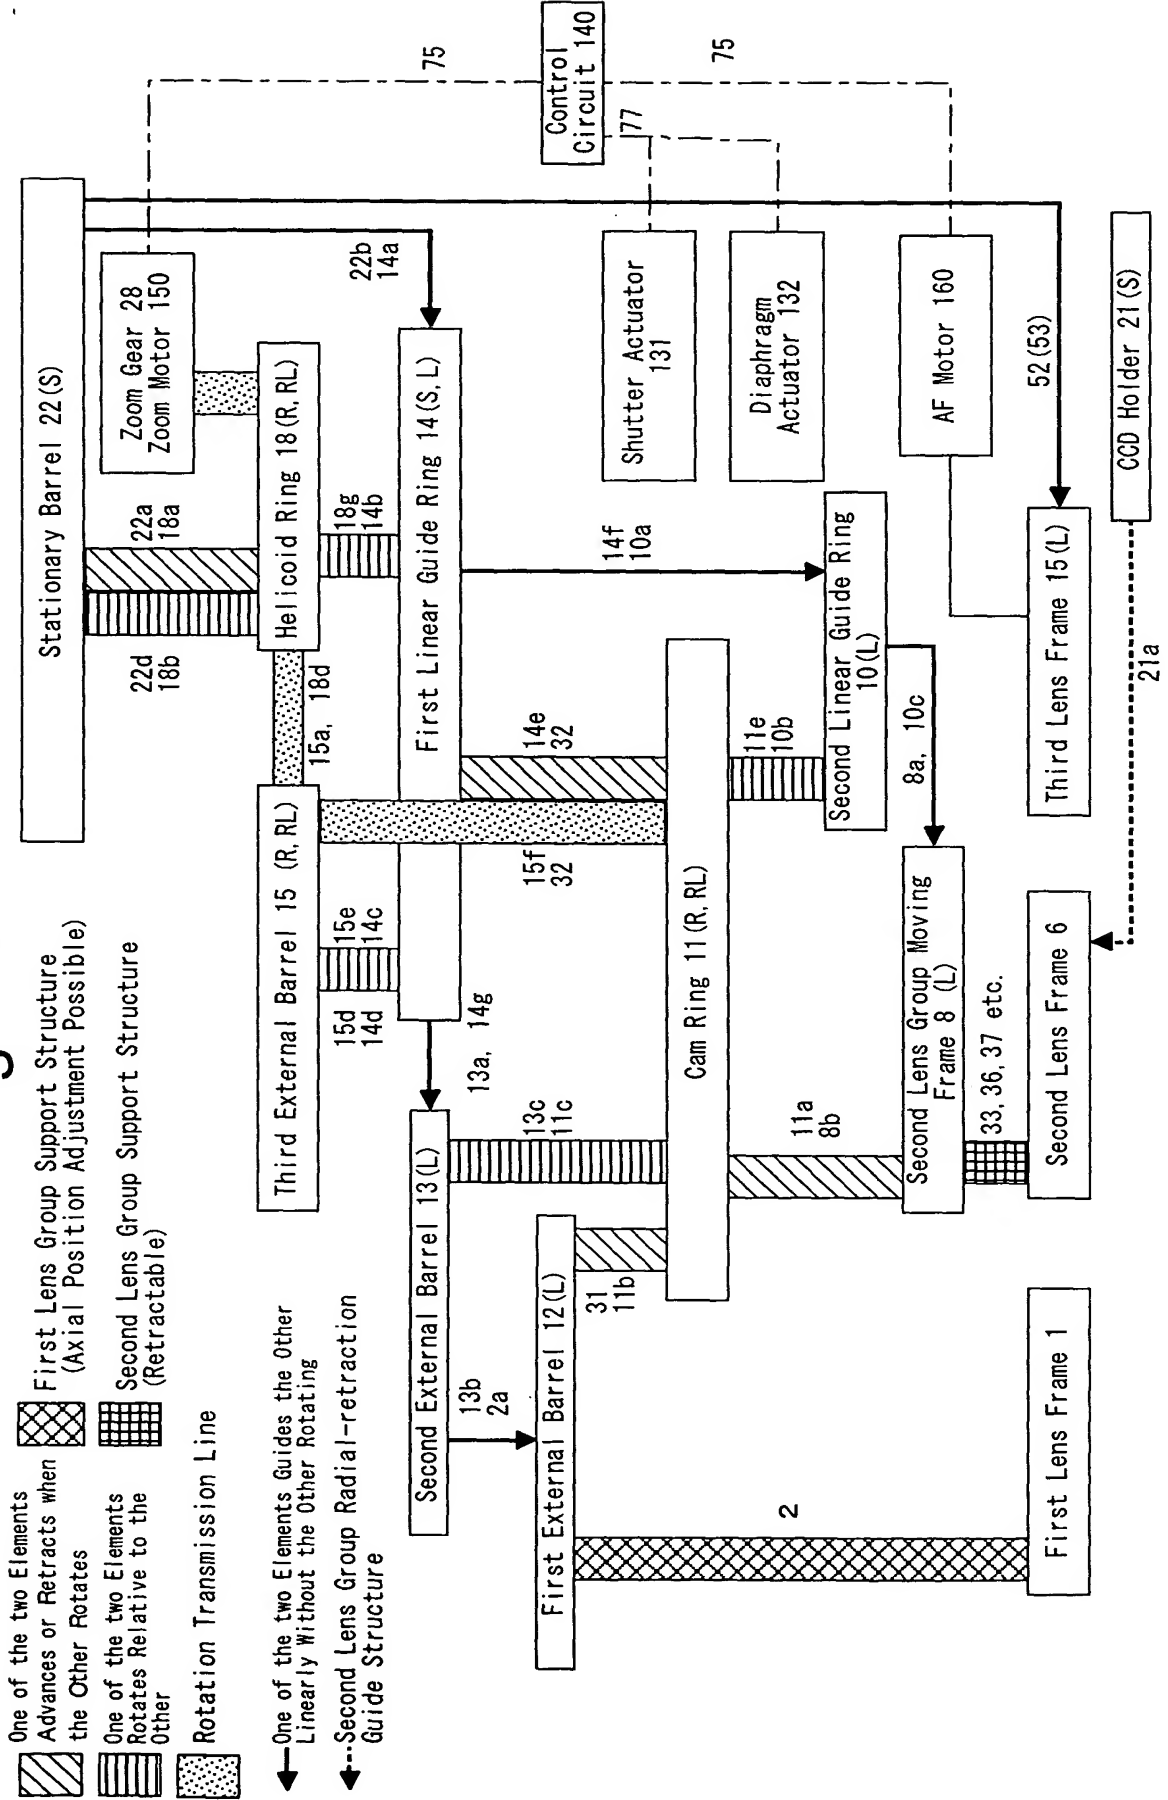 One of the two Elements
Advances or Retracts when
the Other Rotates
One of the two Elements
Rotates Relative to the
Other
Rotation Transmission Line
First Lens Group Support Structure
(Axial Position Adjustment Possible)
Second Lens Group Support Structure
(Retractable)
One of the two Elements Guides the Other
Linearly Without the Other Rotating
Second Lens Group Radial-retraction
Guide Structure
Stationary Barrel 22(S)
22d
18b
22a
18a
Zoom Gear 28
Zoom Motor 150
75
Control
Circuit 140
75
77
22b
14a
Third External Barrel 15 (R, RL)
15a, 18d
Helicoid Ring 18(R, RL)
15d
14d
15e
14c
18g
14b
First Linear Guide Ring 14(S, L)
13a, 14g
Second External Barrel 13(L)
13b
2a
13c
11c
15f
32
14e
32
14f
10a
Shutter Actuator
131
Diaphragm
Actuator 132
First External Barrel 12(L)
31
11b
Cam Ring 11(R, RL)
11a
8b
11e
10b
Second Linear Guide Ring
10(L)
8a, 10c
AF Motor 160
52(53)
Second Lens Group Moving
Frame 8 (L)
33, 36, 37 etc.
2
First Lens Frame 1
Second Lens Frame 6
Third Lens Frame 15(L)
CCD Holder 21(S)
21a